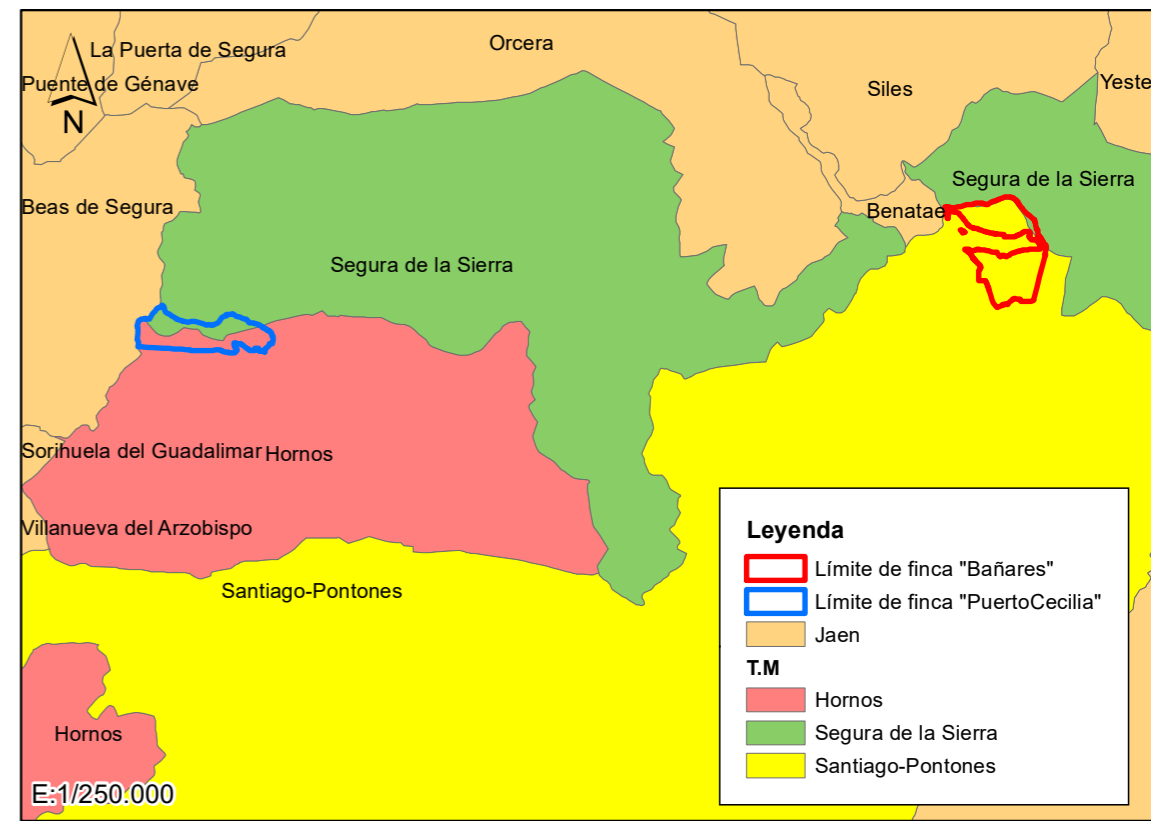 La Puerta de Segura
Orcera
Puente de Génave
Siles
Yeste
N
Segura de la Sierra
Beas de Segura
Benatae
Segura de la Sierra
Sorihuela del Guadalimar
Hornos
Villanueva del Arzobispo
Santiago-Pontones
Hornos
E:1/250.000
Leyenda
Límite de finca "Bañares"
Límite de finca "PuertoCecilia"
Jaen
T.M
Hornos
Segura de la Sierra
Santiago-Pontones